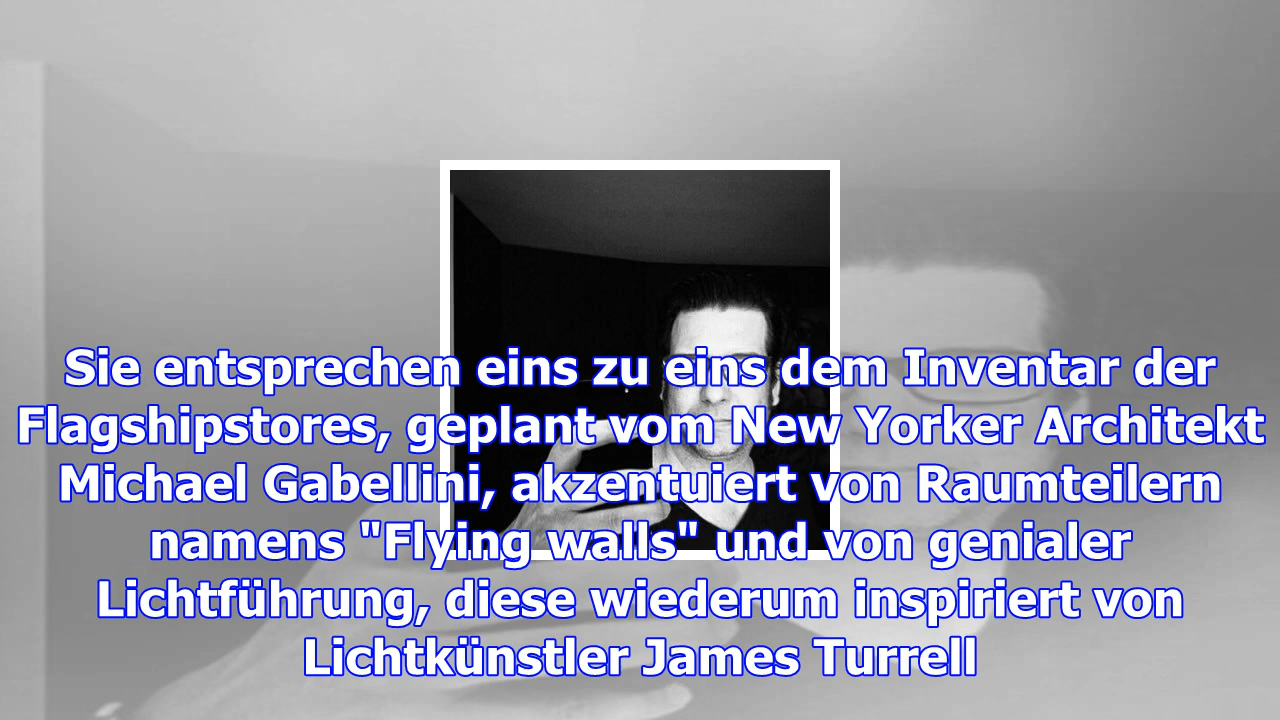 Sie entsprechen eins zu eins dem Inventar der
Flagshipstores, geplant vom New Yorker Architekt
Michael Gabellini, akzentuiert von Raumteilern
namens "Flying walls" und von genialer
Lichtführung, diese wiederum inspiriert von
Lichtkünstler James Turrell